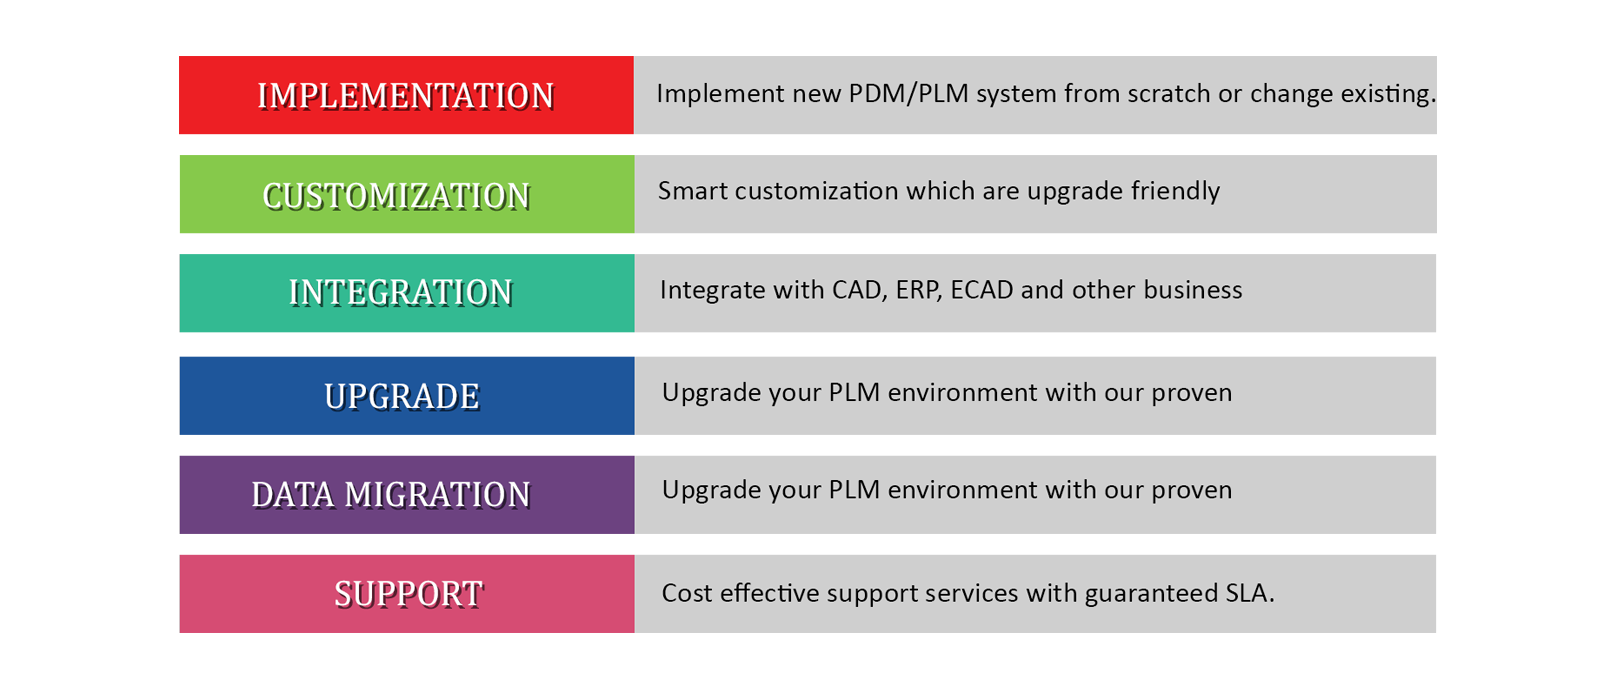 IMPLEMENTATION
Implement new PDM/PLM system from scratch or change existing.
CUSTOMIZATION
Smart customization which are upgrade friendly
INTEGRATION
Integrate with CAD, ERP, ECAD and other business
UPGRADE
Upgrade your PLM environment with our proven
DATA MIGRATION
Upgrade your PLM environment with our proven
SUPPORT
Cost effective support services with guaranteed SLA.